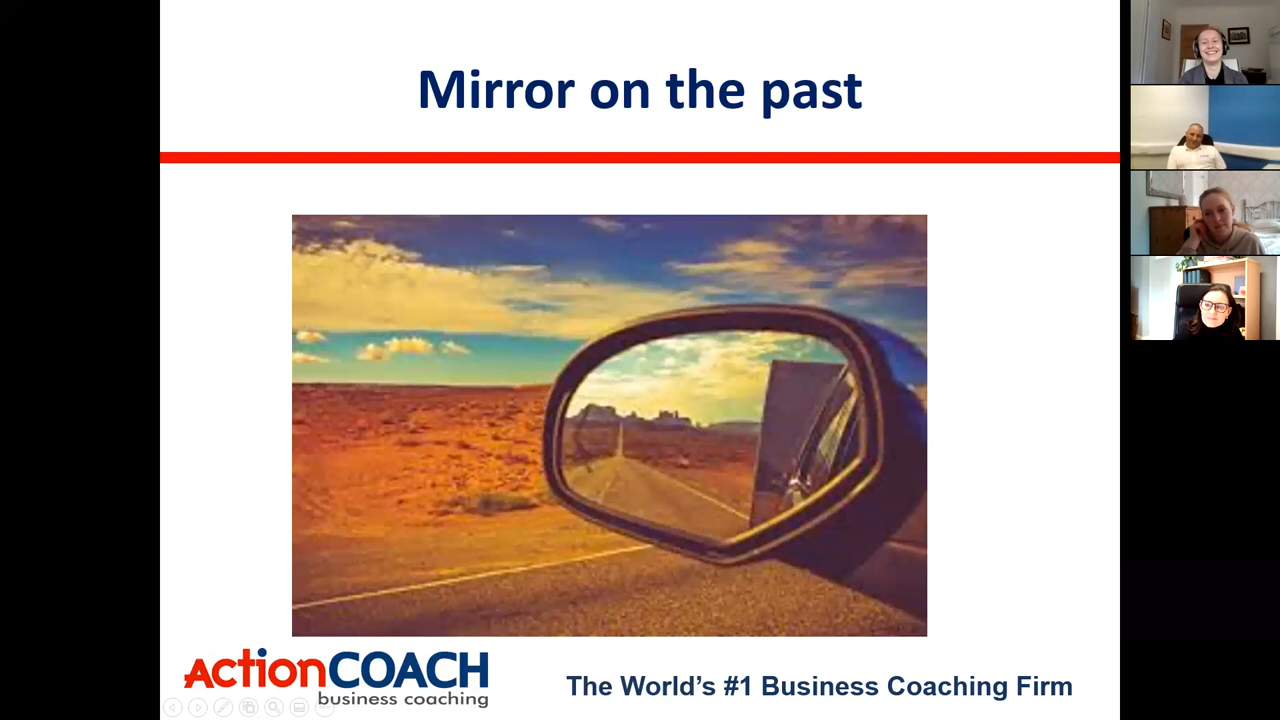 Mirror on the past
ActionCOACH
business coaching
The World's #1 Business Coaching Firm